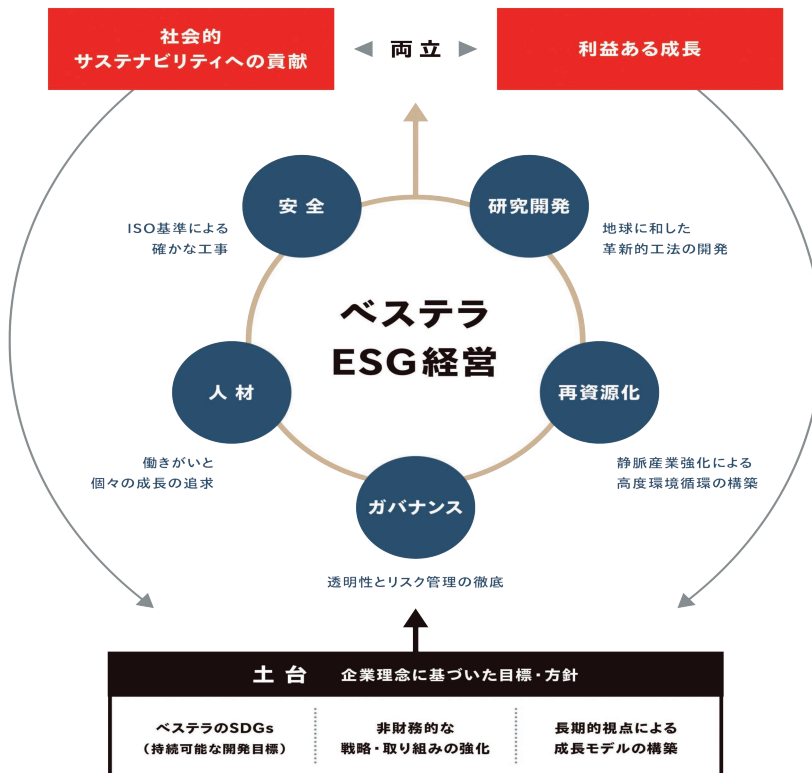 社会的
サステナビリティへの貢献
両立
利益ある成長
安全
研究開発
ISO基準による
確かな工事
地球に和した
革新的工法の開発
ベステラ
ESG経営
人材
再資源化
働きがいと
個々の成長の追求
静脈産業強化による
高度環境循環の構築
ガバナンス
透明性とリスク管理の徹底
土台 企業理念に基づいた目標・方針
ベステラのSDGs
(持続可能な開発目標)
非財務的な
戦略・取り組みの強化
長期的視点による
成長モデルの構築